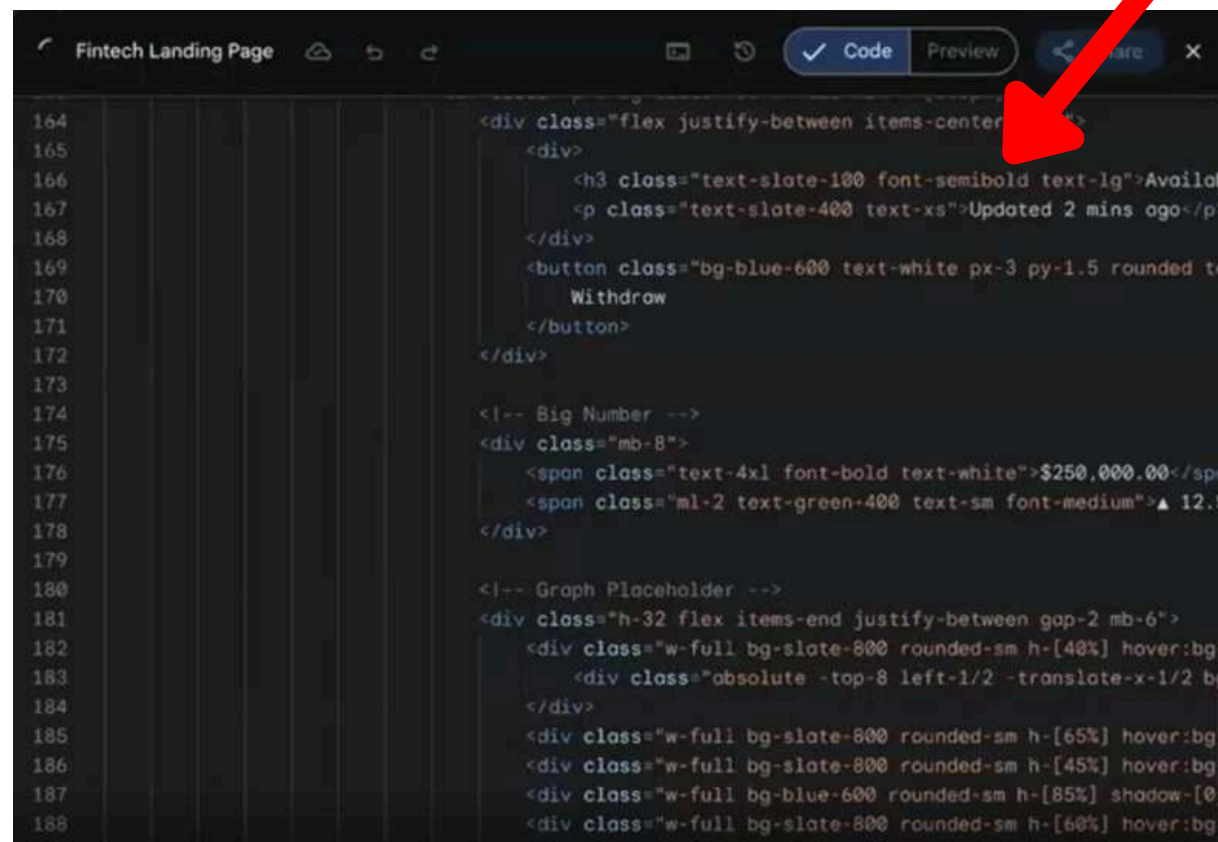 Fintech Landing Page Code Preview
164 <div class="flex justify-between items-center
165 <div>
166 <h3 class="text-slate-100 font-semibold text-lg">Availab
167 <p class="text-slate-400 text-xs">Updated 2 mins ago</p
168 </div>
169 <button class="bg-blue-600 text-white px-3 py-1.5 rounded te
170 Withdraw
171 </button>
172 </div>
173
174 <!-- Big Number -->
175 <div class="mb-8">
176 <span class="text-4xl font-bold text-white">$250,000.00</spa
177 <span class="ml-2 text-green-400 text-sm font-medium">▲ 12.5
178 </div>
179
180 <!-- Graph Placeholder -->
181 <div class="h-32 flex items-end justify-between gap-2 mb-6">
182 <div class="w-full bg-slate-800 rounded-sm h-[40%] hover:bg
183 <div class="absolute -top-8 left-1/2 -translate-x-1/2 b
184 </div>
185 <div class="w-full bg-slate-800 rounded-sm h-[65%] hover:bg
186 <div class="w-full bg-slate-800 rounded-sm h-[45%] hover:bg
187 <div class="w-full bg-blue-600 rounded-sm h-[85%] shadow-[0
188 <div class="w-full bg-slate-800 rounded-sm h-[60%] hover:bg